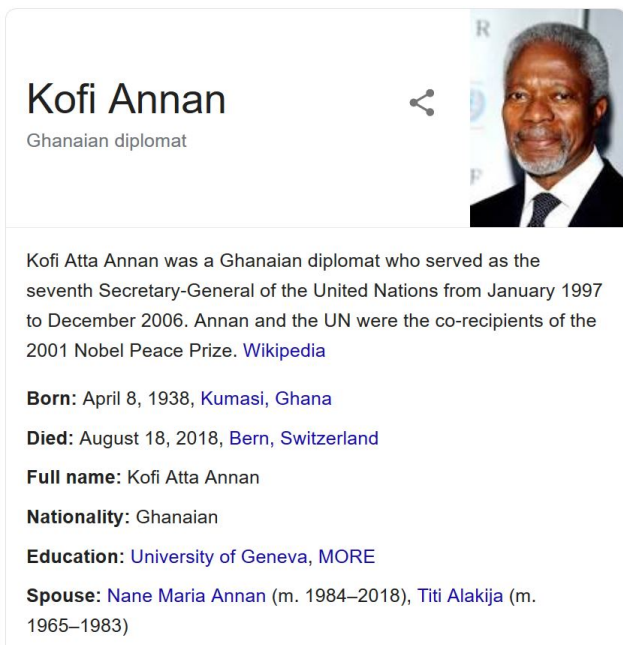 Kofi Annan
Ghanaian diplomat
R
F
Kofi Atta Annan was a Ghanaian diplomat who served as the
seventh Secretary-General of the United Nations from January 1997
to December 2006. Annan and the UN were the co-recipients of the
2001 Nobel Peace Prize. Wikipedia
Born: April 8, 1938, Kumasi, Ghana
Died: August 18, 2018, Bern, Switzerland
Full name: Kofi Atta Annan
Nationality: Ghanaian
Education: University of Geneva, MORE
Spouse: Nane Maria Annan (m. 1984–2018), Titi Alakija (m.
1965–1983)